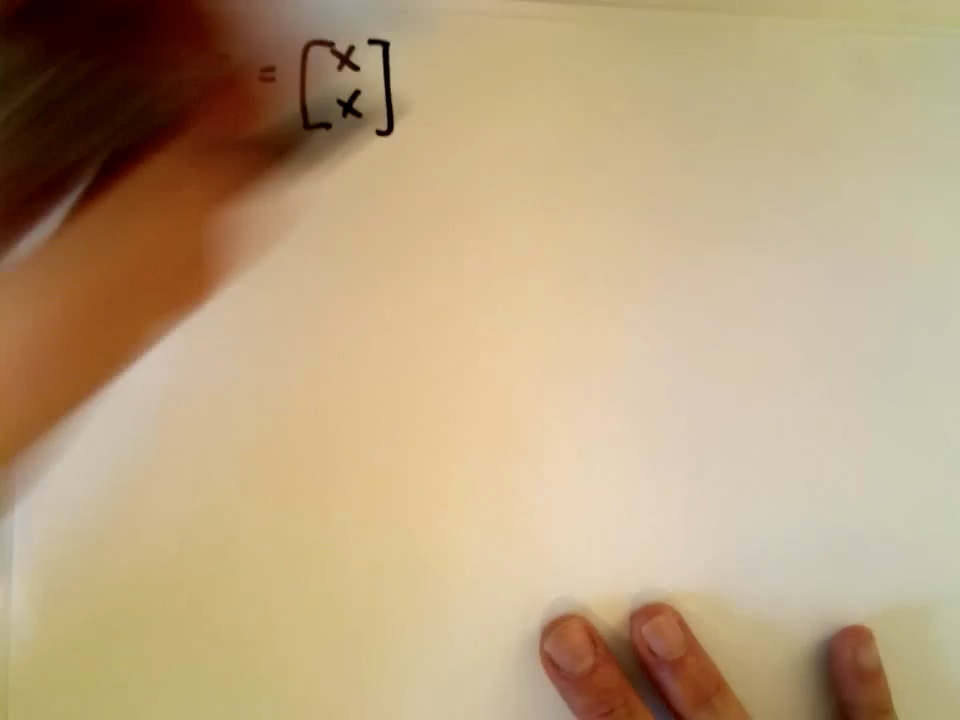 = [ x
x ]